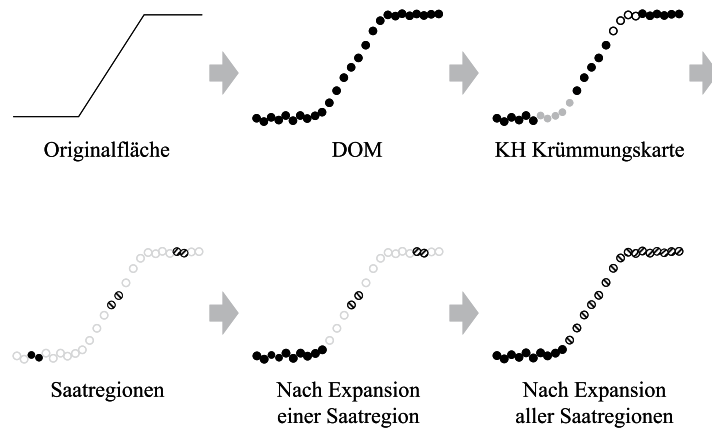 Originalfläche
DOM
KH Krümmungskarte
Saatregionen
Nach Expansion
einer Saatregion
Nach Expansion
aller Saatregionen